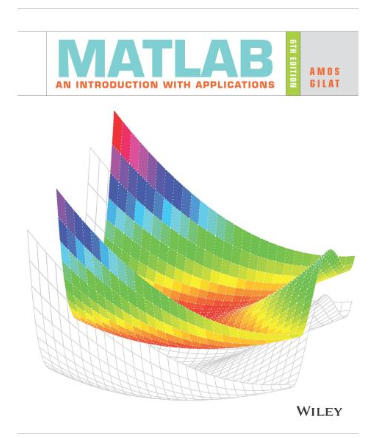 MATLAB
AN INTRODUCTION WITH APPLICATIONS
6TH EDITION
AMOS
GILAT
WILEY